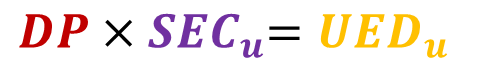 DP × SECᵤ= UEDᵤ